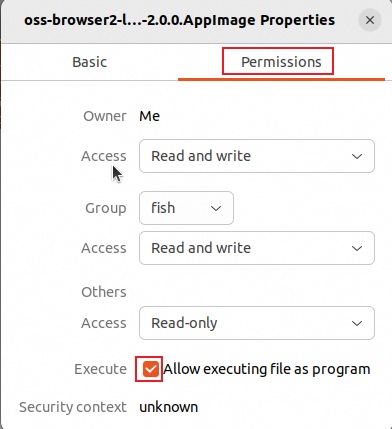 oss-browser2-l...-2.0.0.AppImage Properties
Basic Permissions
Owner Me
Access Read and write
Group fish
Access Read and write
Others
Access Read-only
Execute Allow executing file as program
Security context unknown